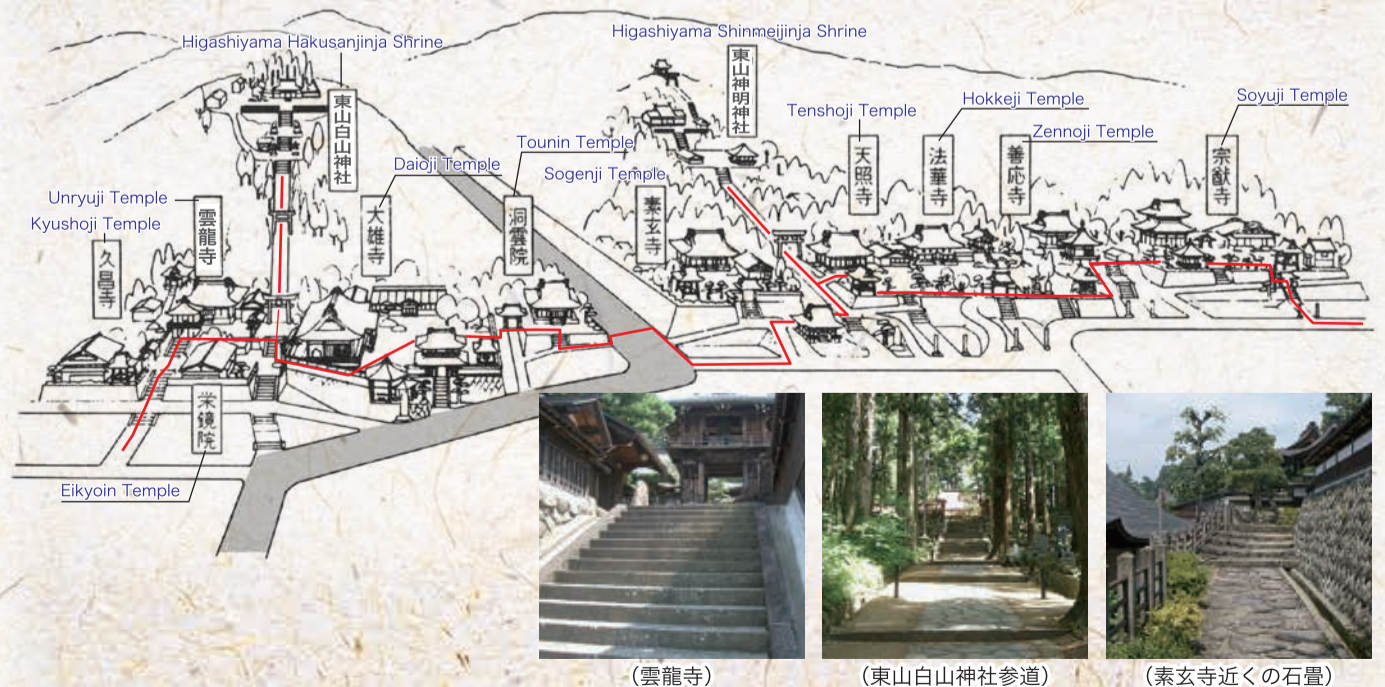 Higashiyama Hakusanjinja Shrine
東山白山神社
Higashiyama Shinmeijinja Shrine
東山神明神社
Tenshoji Temple
天照寺
Hokkeji Temple
法華寺
Zennoji Temple
善応寺
Soyuji Temple
宗猷寺
Unryuji Temple
雲龍寺
Kyushoji Temple
久昌寺
Daioji Temple
大雄寺
Tounin Temple
洞雲院
Sogenji Temple
素玄寺
栄鏡院
Eikyoin Temple
(雲龍寺)
(東山白山神社参道)
(素玄寺近くの石畳)